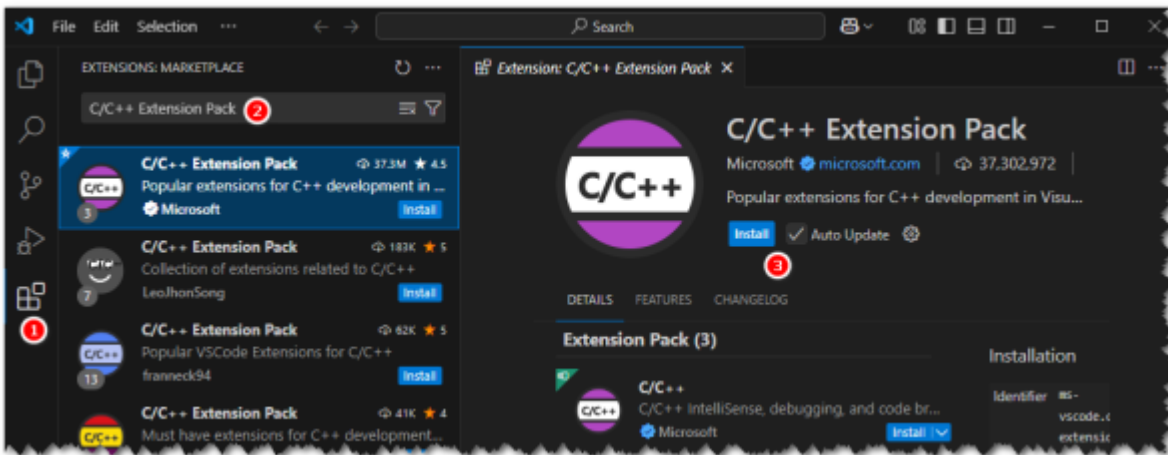 File Edit Selection ··· Search
EXTENSIONS: MARKETPLACE
C/C++ Extension Pack 2
C/C++ Extension Pack 37.3M ★ 4.5
C/C++ Popular extensions for C++ development in ...
3 Microsoft Install
C/C++ Extension Pack 183K ★ 5
Collection of extensions related to C/C++
7 LeoJhonSong Install
1
C/C++ Extension Pack 62K ★ 5
C/C++ Popular VSCode Extensions for C/C++
13 franneck94 Install
C/C++ Extension Pack 41K ★ 4
C/C++ Must have extensions for C++ development...
Extension: C/C++ Extension Pack
C/C++
C/C++ Extension Pack
Microsoft microsoft.com 37,302,972
Popular extensions for C++ development in Visu...
Install Auto Update
3
DETAILS FEATURES CHANGELOG
Extension Pack (3)
C/C++
C/C++ C/C++ IntelliSense, debugging, and code br...
Microsoft Install
Installation
Identifier ms-
vscode.c
extensic